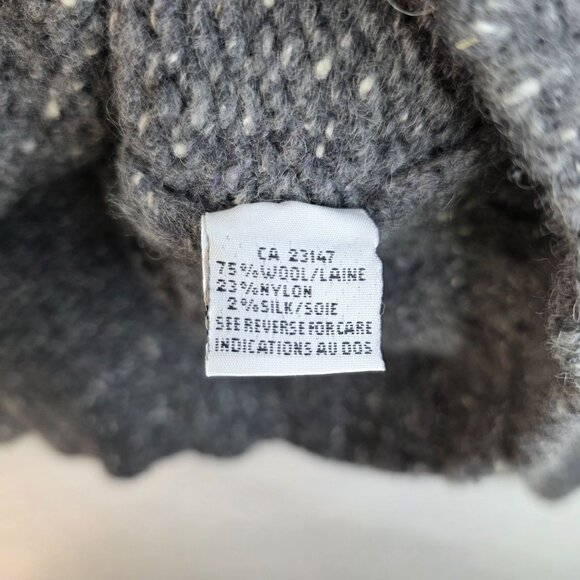 CA 23147
75% WOOL/LAINE
23% NYLON
2% SILK/SOIE
SEE REVERSE FOR CARE
INDICATIONS AU DOS